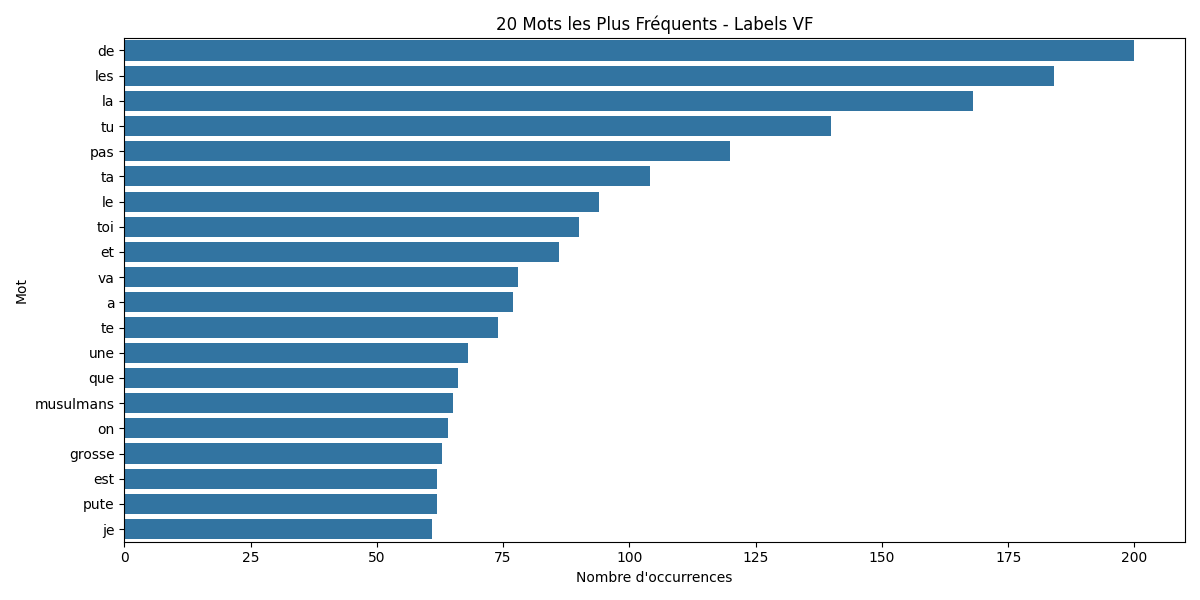 20 Mots les Plus Fréquents - Labels VF
de
les
la
tu
pas
ta
le
toi
et
va
a
te
une
que
musulmans
on
grosse
est
pute
je
Mot
0 25 50 75 100 125 150 175 200
Nombre d'occurrences